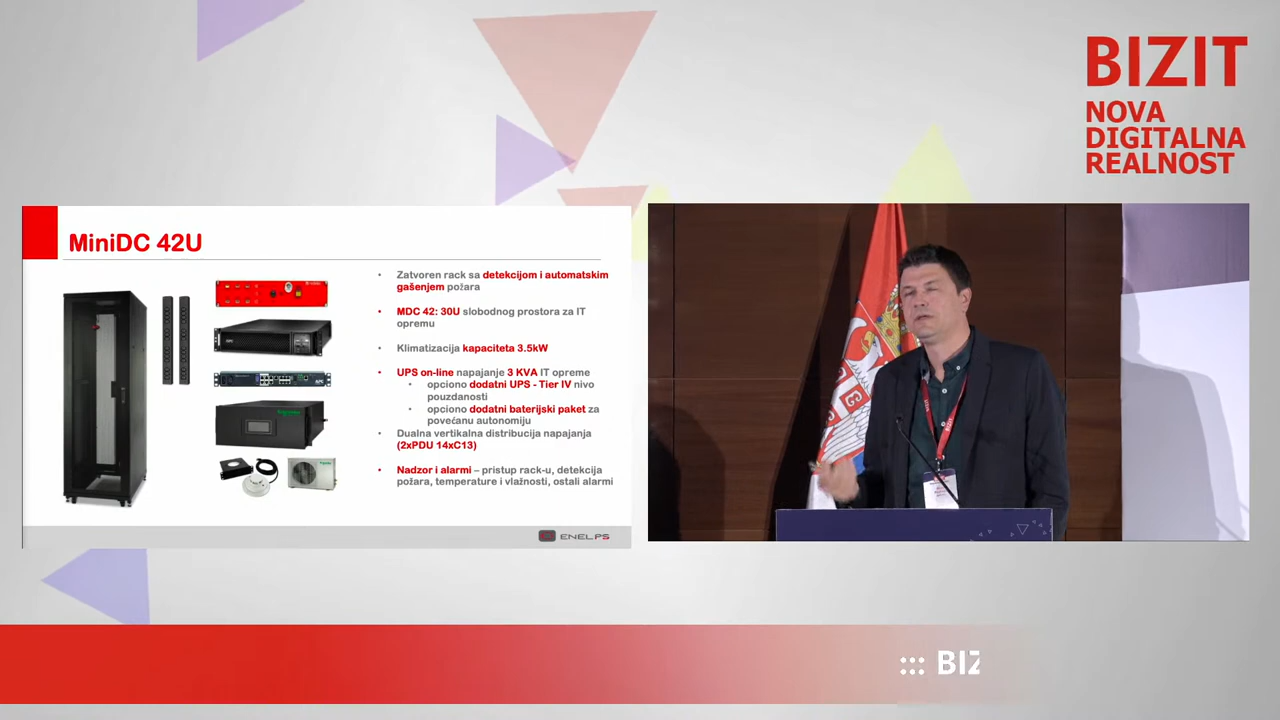 BIZIT
NOVA
DIGITALNA
REALNOST
MiniDC 42U
• Zatvoren rack sa detekcijom i automatskim
gašenjem požara
• MDC 42: 30U slobodnog prostora za IT
opremu
• Klimatizacija kapaciteta 3.5kW
• UPS on-line napajanje 3 KVA IT opreme
• opciono dodatni UPS - Tier IV nivo
pouzdanosti
• opciono dodatni baterijski paket za
povećanu autonomiju
• Dualna vertikalna distribucija napajanja
(2xPDU 14xC13)
• Nadzor i alarmi – pristup rack-u, detekcija
požara, temperature i vlažnosti, ostali alarmi
APC
ENELPS
::: BIZ